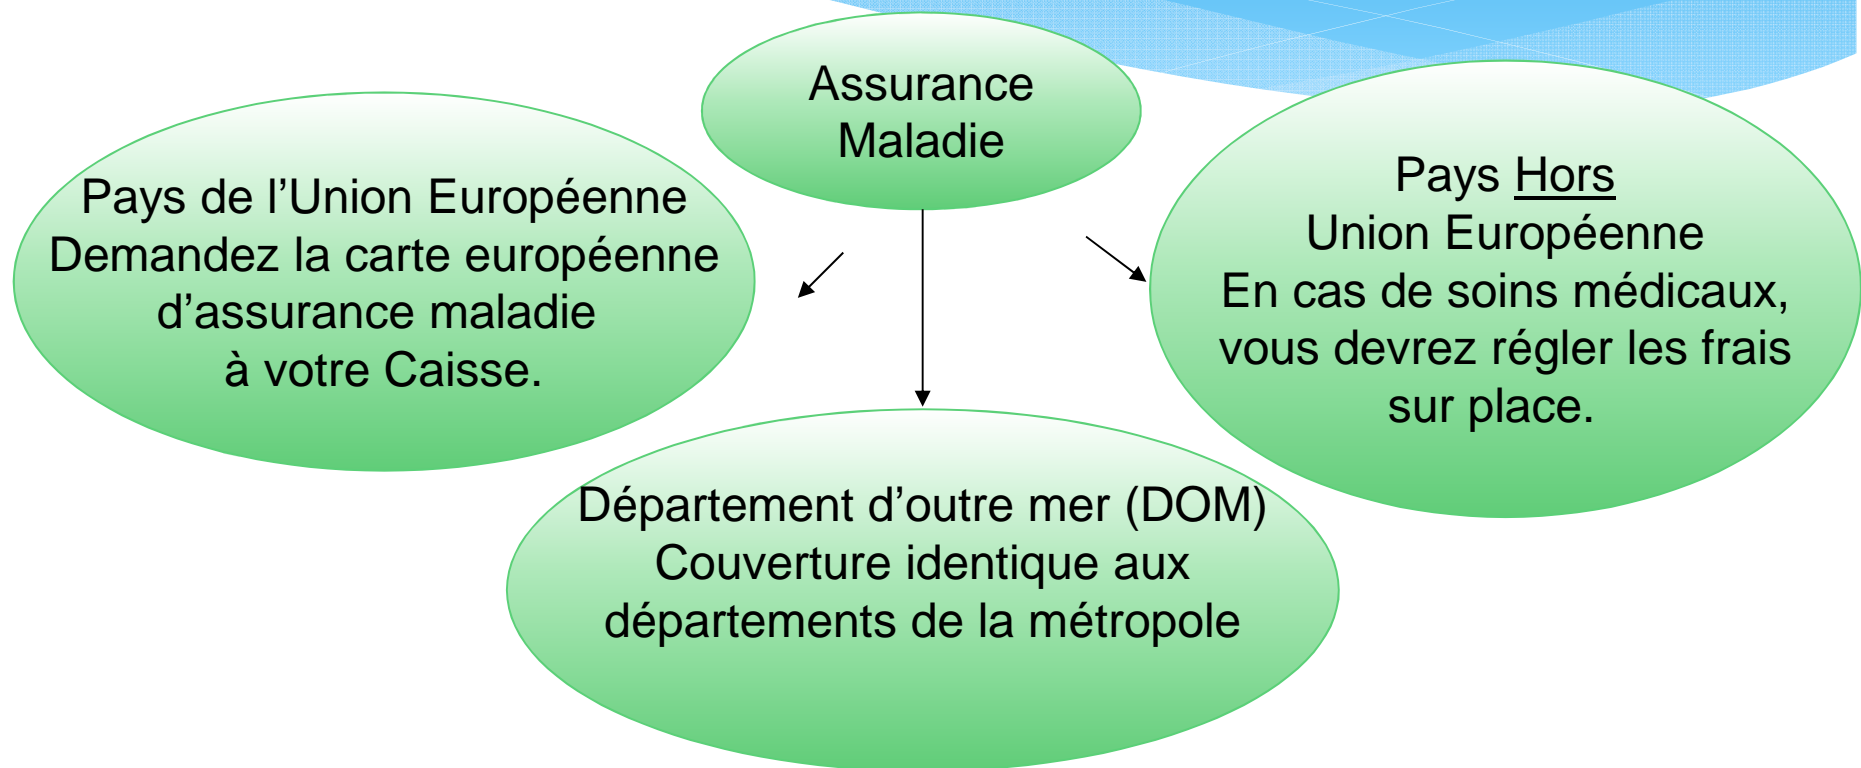 Assurance
Maladie
Pays de l’Union Européenne
Demandez la carte européenne
d’assurance maladie
à votre Caisse.
Pays Hors
Union Européenne
En cas de soins médicaux,
vous devrez régler les frais
sur place.
Département d’outre mer (DOM)
Couverture identique aux
départements de la métropole